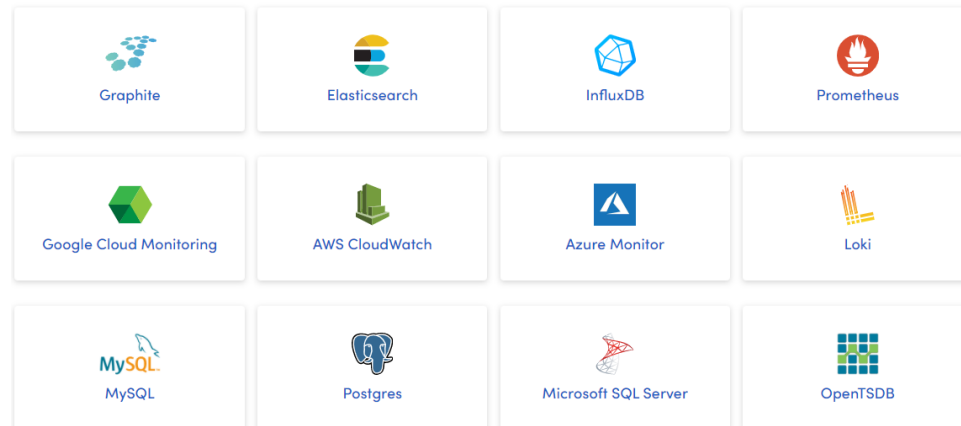 Graphite
Elasticsearch
InfluxDB
Prometheus
Google Cloud Monitoring
AWS CloudWatch
Azure Monitor
Loki
MySQL
MySQL
Postgres
Microsoft SQL Server
OpenTSDB